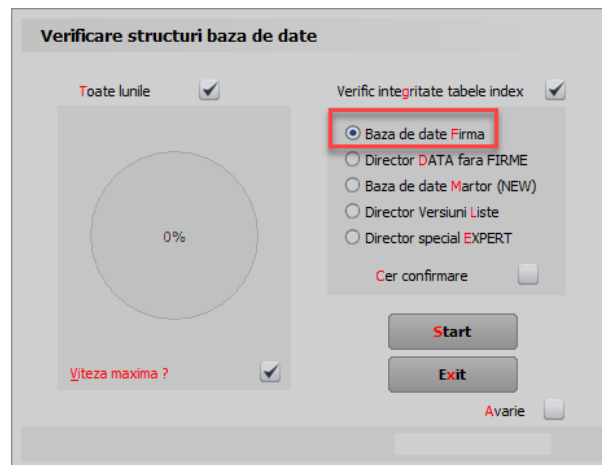 Verificare structuri baza de date
Toate lunile
Verific integritate tabele index
Baza de date Firma
Director DATA fara FIRME
Baza de date Martor (NEW)
Director Versiuni Liste
Director special EXPERT
0%
Cer confirmare
Start
Viteza maxima ?
Exit
Avarie